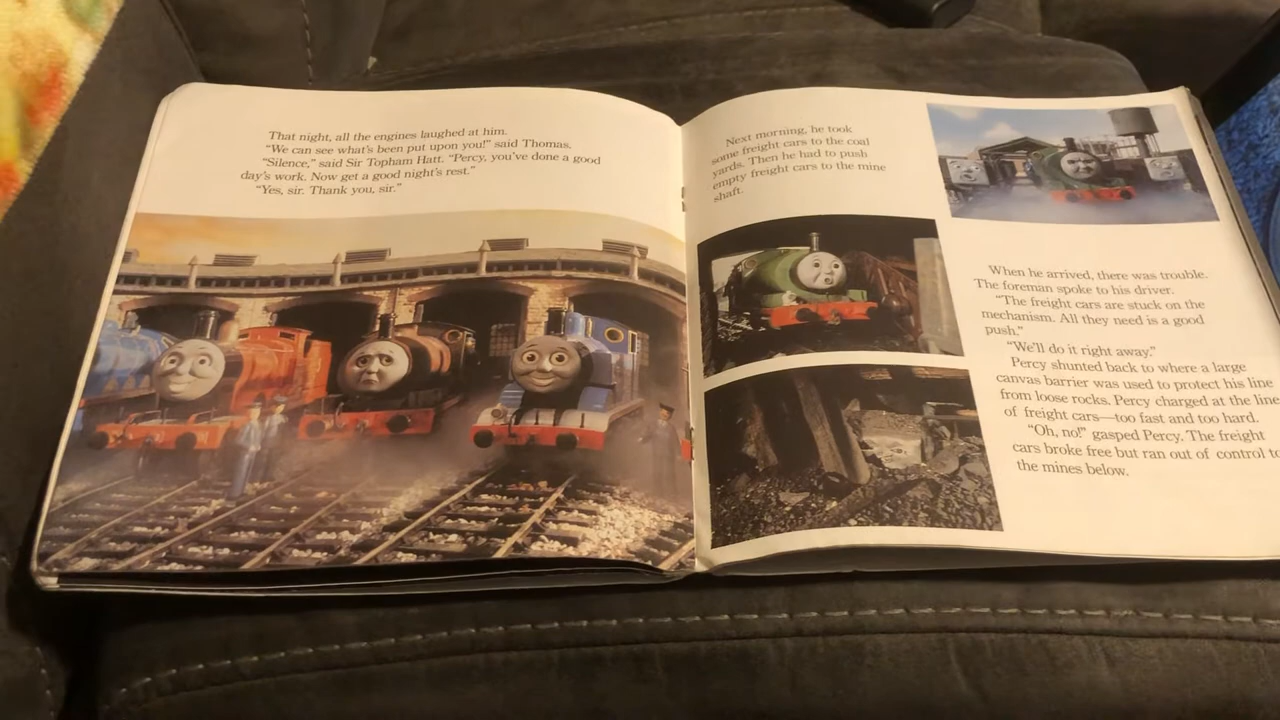 That night, all the engines laughed at him.
"We can see what's been put upon you!" said Thomas.
"Silence," said Sir Topham Hatt. "Percy, you've done a good
day's work. Now get a good night's rest."
"Yes, sir. Thank you, sir."
Next morning, he took
some freight cars to the coal
yards. Then he had to push
empty freight cars to the mine
shaft.
When he arrived, there was trouble.
The foreman spoke to his driver.
"The freight cars are stuck on the
mechanism. All they need is a good
push."
"We'll do it right away."
Percy shunted back to where a large
canvas barrier was used to protect his line
from loose rocks. Percy charged at the line
of freight cars—too fast and too hard.
"Oh, no!" gasped Percy. The freight
cars broke free but ran out of control to
the mines below.